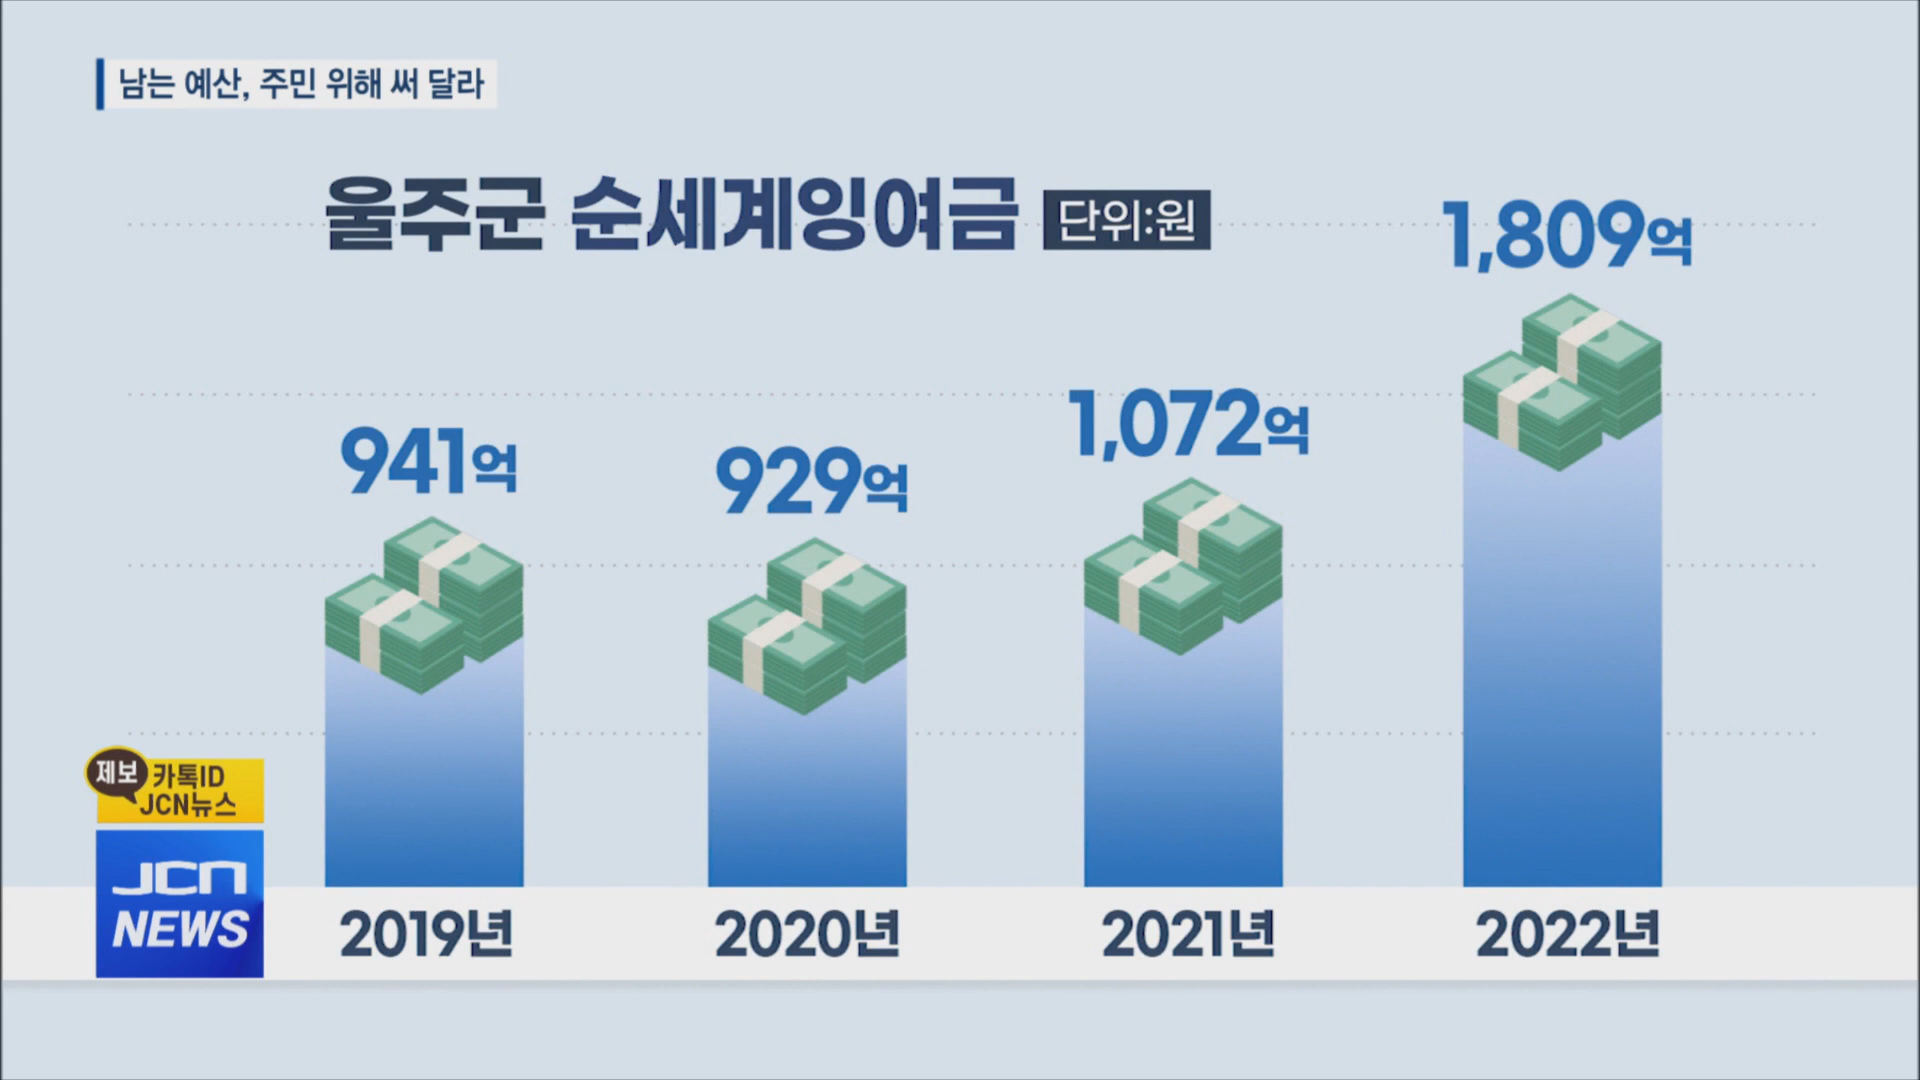 남는 예산, 주민 위해 써 달라
울주군 순세계잉여금 단위:원
941억
929억
1,072억
1,809억
제보 카톡ID
JCN뉴스
JCN
NEWS
2019년
2020년
2021년
2022년